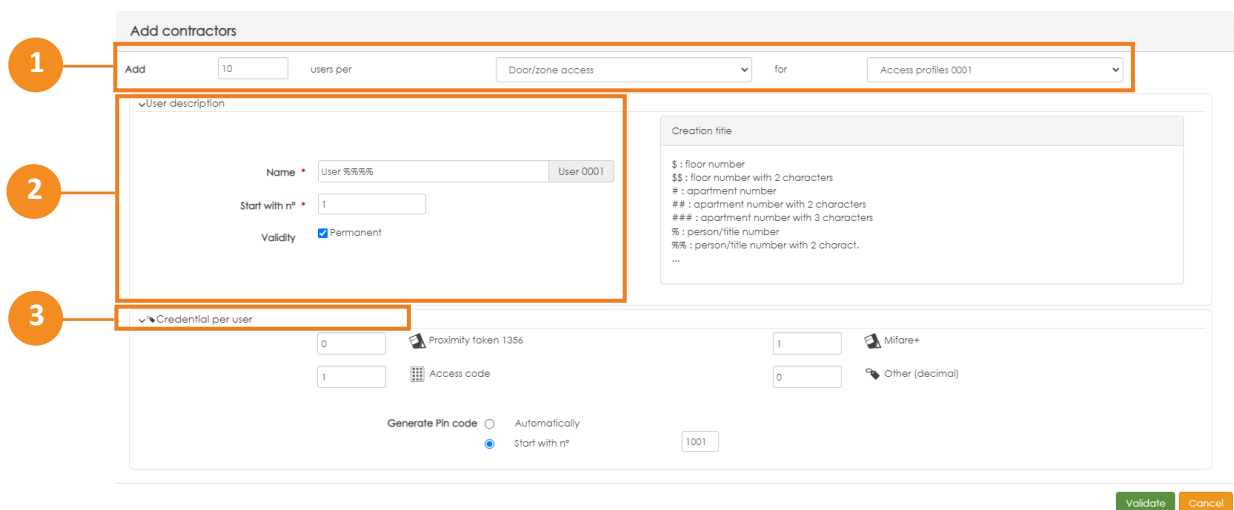 Add contractors
1
Add 10 users per Door/zone access for Access profiles 0001
2
User description
Name * User %%%% User 0001
Start with nº * 1
Validity Permanent
Creation title
$ : floor number
$$ : floor number with 2 characters
# : apartment number
## : apartment number with 2 characters
### : apartment number with 3 characters
% : person/title number
%% : person/title number with 2 charact.
...
3
Credential per user
0 Proximity token 1356 1 Mifare+
1 Access code 0 Other (decimal)
Generate Pin code Automatically
Start with nº 1001
Validate Cancel